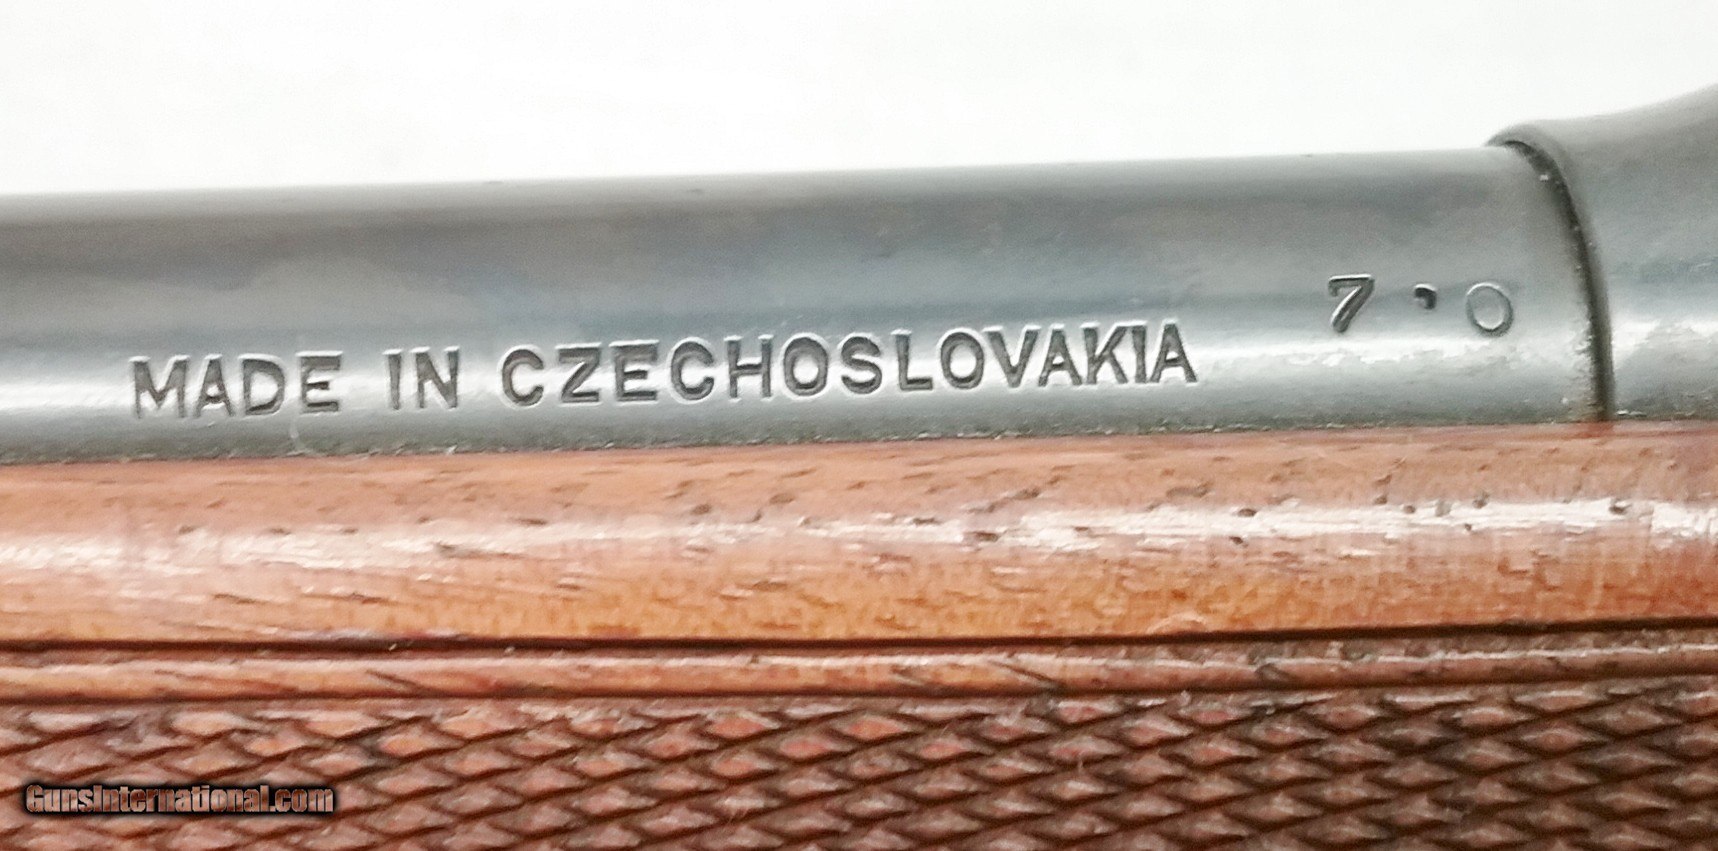 7.0
MADE IN CZECHOSLOVAKIA
GunsInternational.com